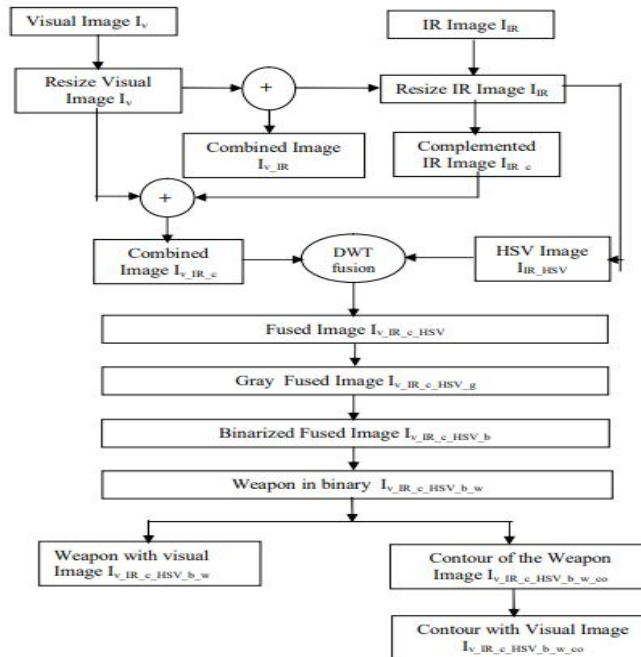 Visual Image I_v
IR Image I_IR
Resize Visual
Image I_v
+
Resize IR Image I_IR
Combined Image
I_v_IR
Complemented
IR Image I_IR_c
+
Combined
Image I_v_IR_c
DWT
fusion
HSV Image
I_IR_HSV
Fused Image I_v_IR_c_HSV
Gray Fused Image I_v_IR_c_HSV_g
Binarized Fused Image I_v_IR_c_HSV_b
Weapon in binary I_v_IR_c_HSV_b_w
Weapon with visual
Image I_v_IR_c_HSV_b_w
Contour of the Weapon
Image I_v_IR_c_HSV_b_w_co
Contour with Visual Image
I_v_IR_c_HSV_b_w_co